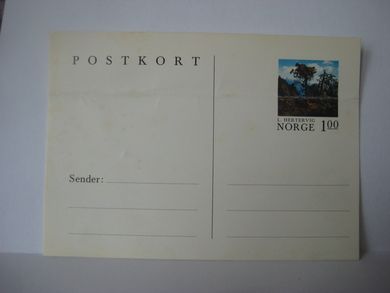 POSTKORT
L. HERTERVIG
NORGE 1 00
Sender: